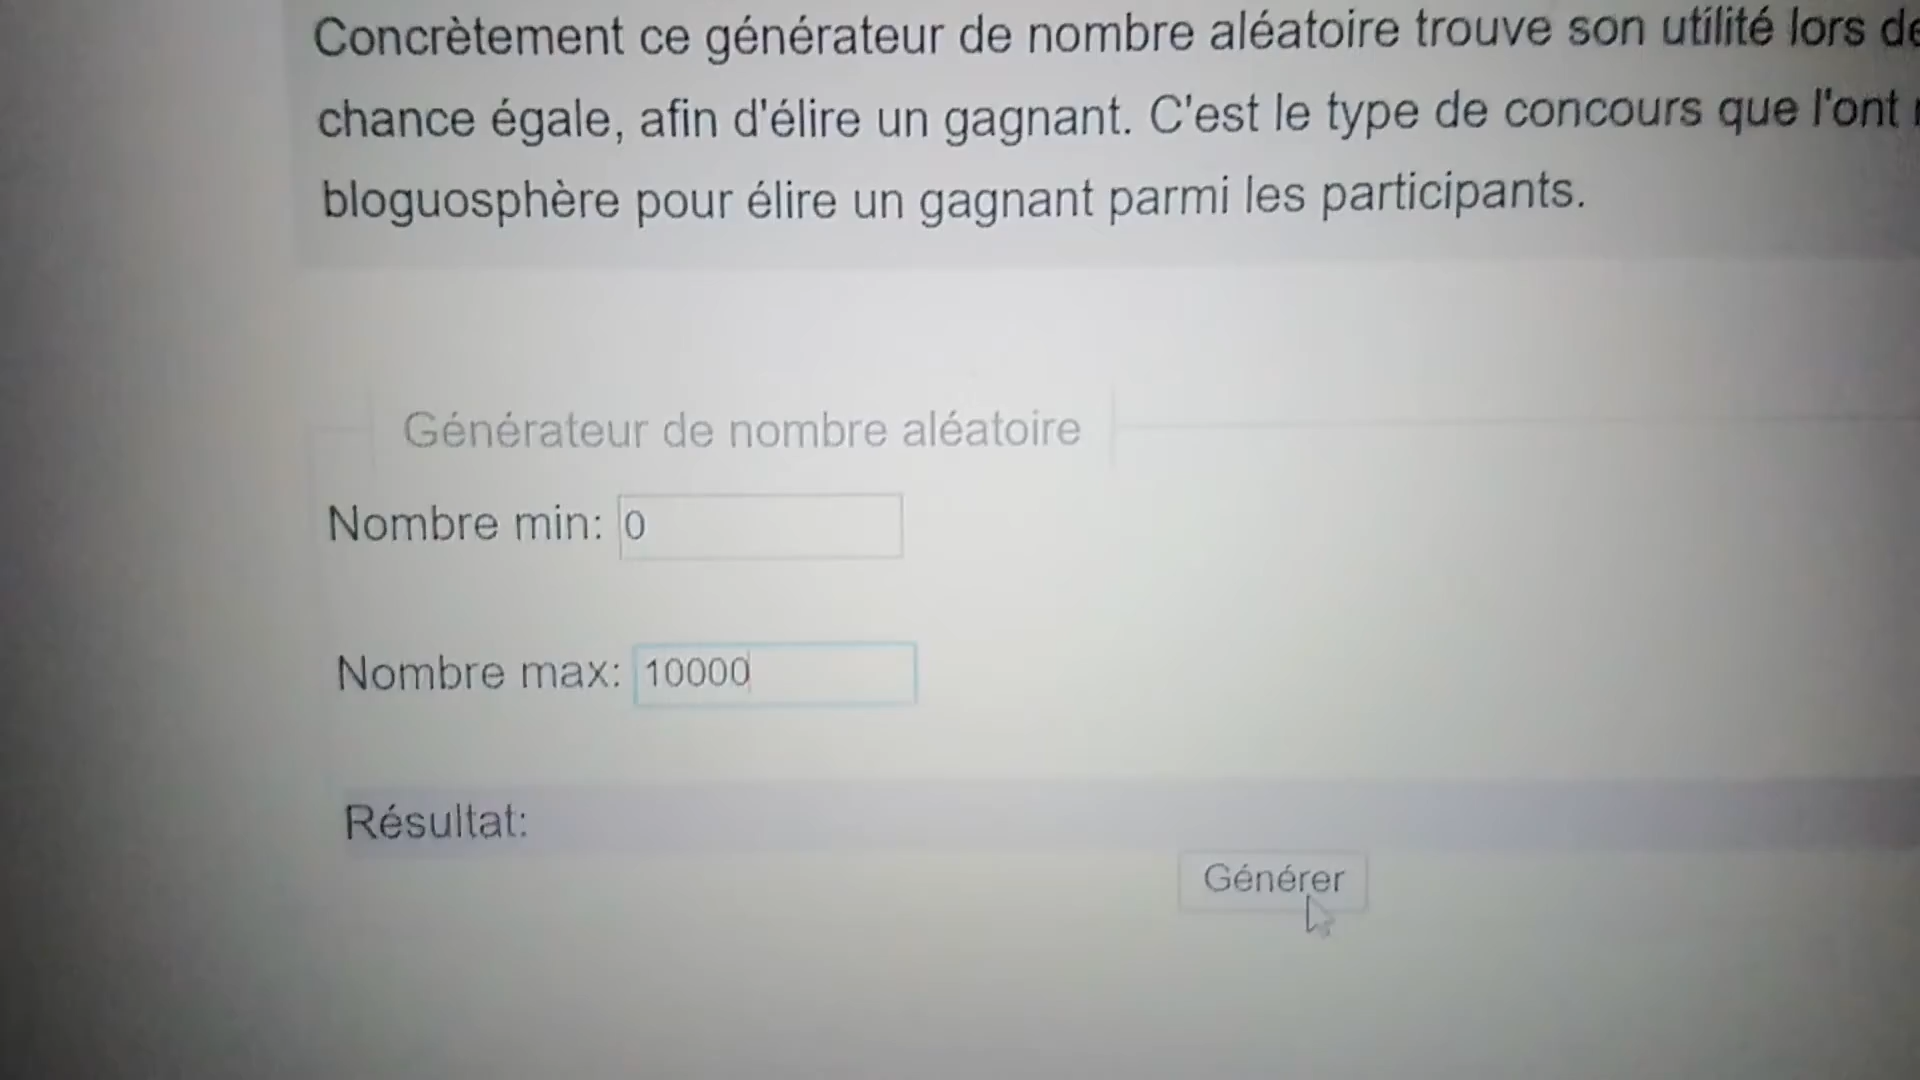 Concrètement ce générateur de nombre aléatoire trouve son utilité lors de
chance égale, afin d'élire un gagnant. C'est le type de concours que l'ont
bloguosphère pour élire un gagnant parmi les participants.
Générateur de nombre aléatoire
Nombre min: 0
Nombre max: 10000
Résultat:
Générer